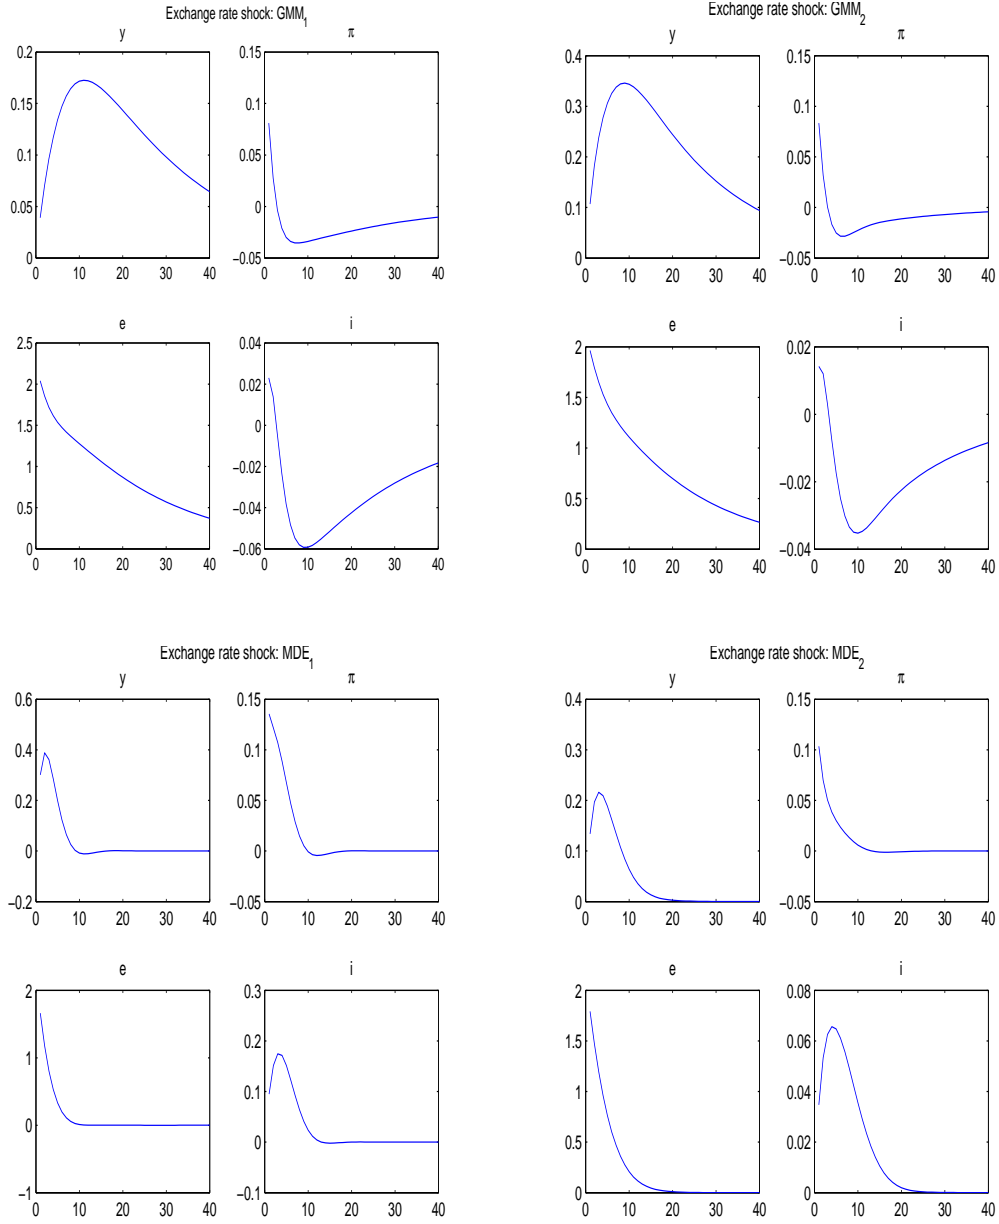 Exchange rate shock: GMM1
y
0.2
0.15
0.1
0.05
0
0 10 20 30 40
π
0.15
0.1
0.05
0
−0.05
0 10 20 30 40
e
2.5
2
1.5
1
0.5
0
0 10 20 30 40
i
0.04
0.02
0
−0.02
−0.04
−0.06
0 10 20 30 40
Exchange rate shock: GMM2
y
0.4
0.3
0.2
0.1
0
0 10 20 30 40
π
0.15
0.1
0.05
0
−0.05
0 10 20 30 40
e
2
1.5
1
0.5
0
0 10 20 30 40
i
0.02
0
−0.02
−0.04
0 10 20 30 40
Exchange rate shock: MDE1
y
0.6
0.4
0.2
0
−0.2
0 10 20 30 40
π
0.15
0.1
0.05
0
−0.05
0 10 20 30 40
e
2
1
0
−1
0 10 20 30 40
i
0.3
0.2
0.1
0
−0.1
0 10 20 30 40
Exchange rate shock: MDE2
y
0.4
0.3
0.2
0.1
0
0 10 20 30 40
π
0.15
0.1
0.05
0
−0.05
0 10 20 30 40
e
2
1.5
1
0.5
0
0 10 20 30 40
i
0.08
0.06
0.04
0.02
0
0 10 20 30 40